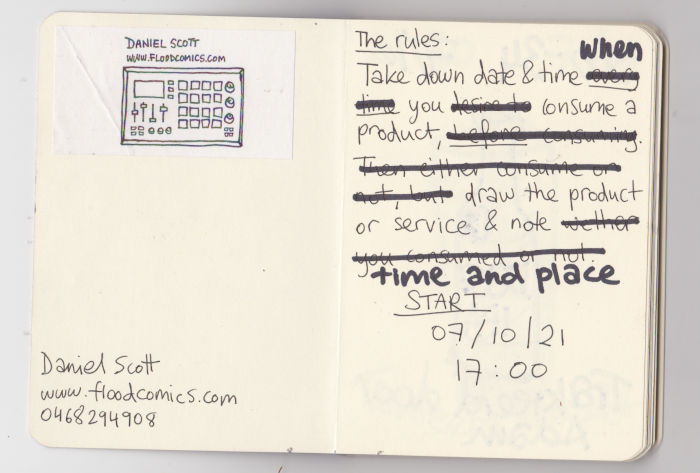 DANIEL SCOTT
WWW.FLOODCOMICS.COM
Daniel Scott
www.floodcomics.com
0468294908
The rules:
when
Take down date & time every
time you desire to consume a
product, before consuming.
Then either consume or
not, but draw the product
or service & note wether
you consumed or not.
time and place
START
07/10/21
17:00